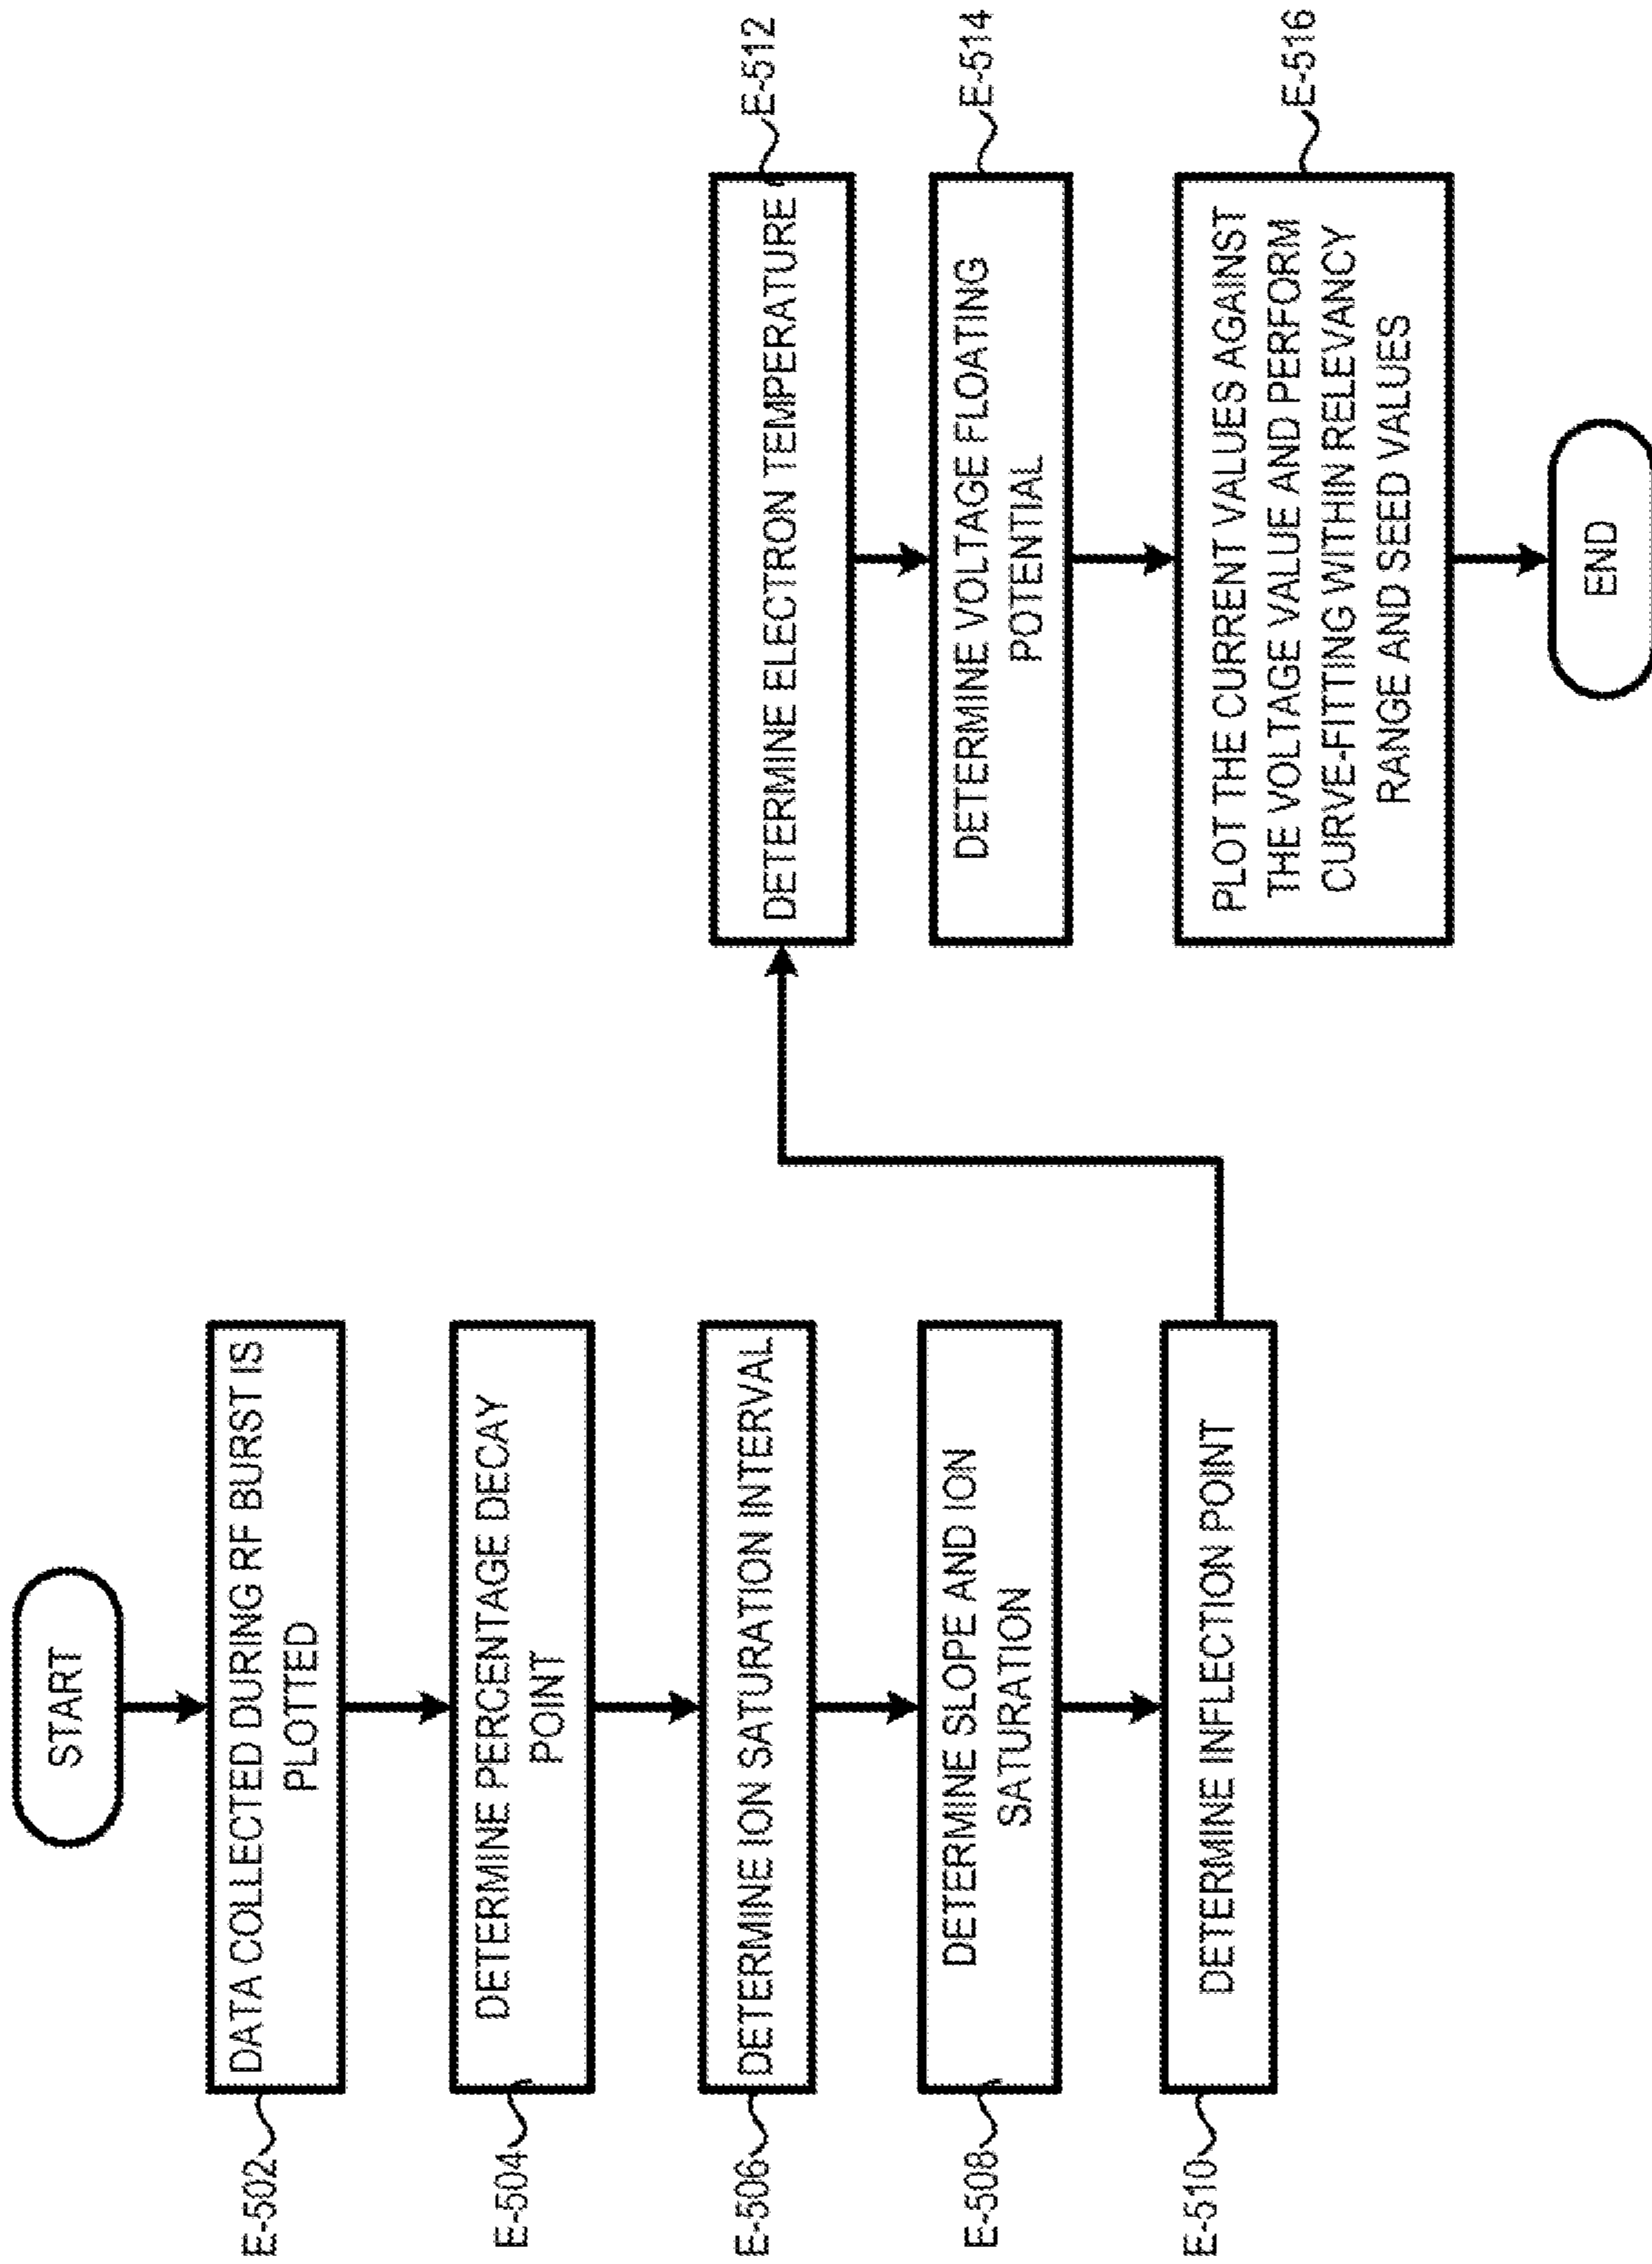 START
E-502
DATA COLLECTED DURING RF BURST IS
PLOTTED
E-504
DETERMINE PERCENTAGE DECAY
POINT
E-506
DETERMINE ION SATURATION INTERVAL
E-508
DETERMINE SLOPE AND ION
SATURATION
E-510
DETERMINE INFLECTION POINT
DETERMINE ELECTRON TEMPERATURE
E-512
DETERMINE VOLTAGE FLOATING
POTENTIAL
E-514
PLOT THE CURRENT VALUES AGAINST
THE VOLTAGE VALUE AND PERFORM
CURVE-FITTING WITHIN RELEVANCY
RANGE AND SEED VALUES
E-516
END